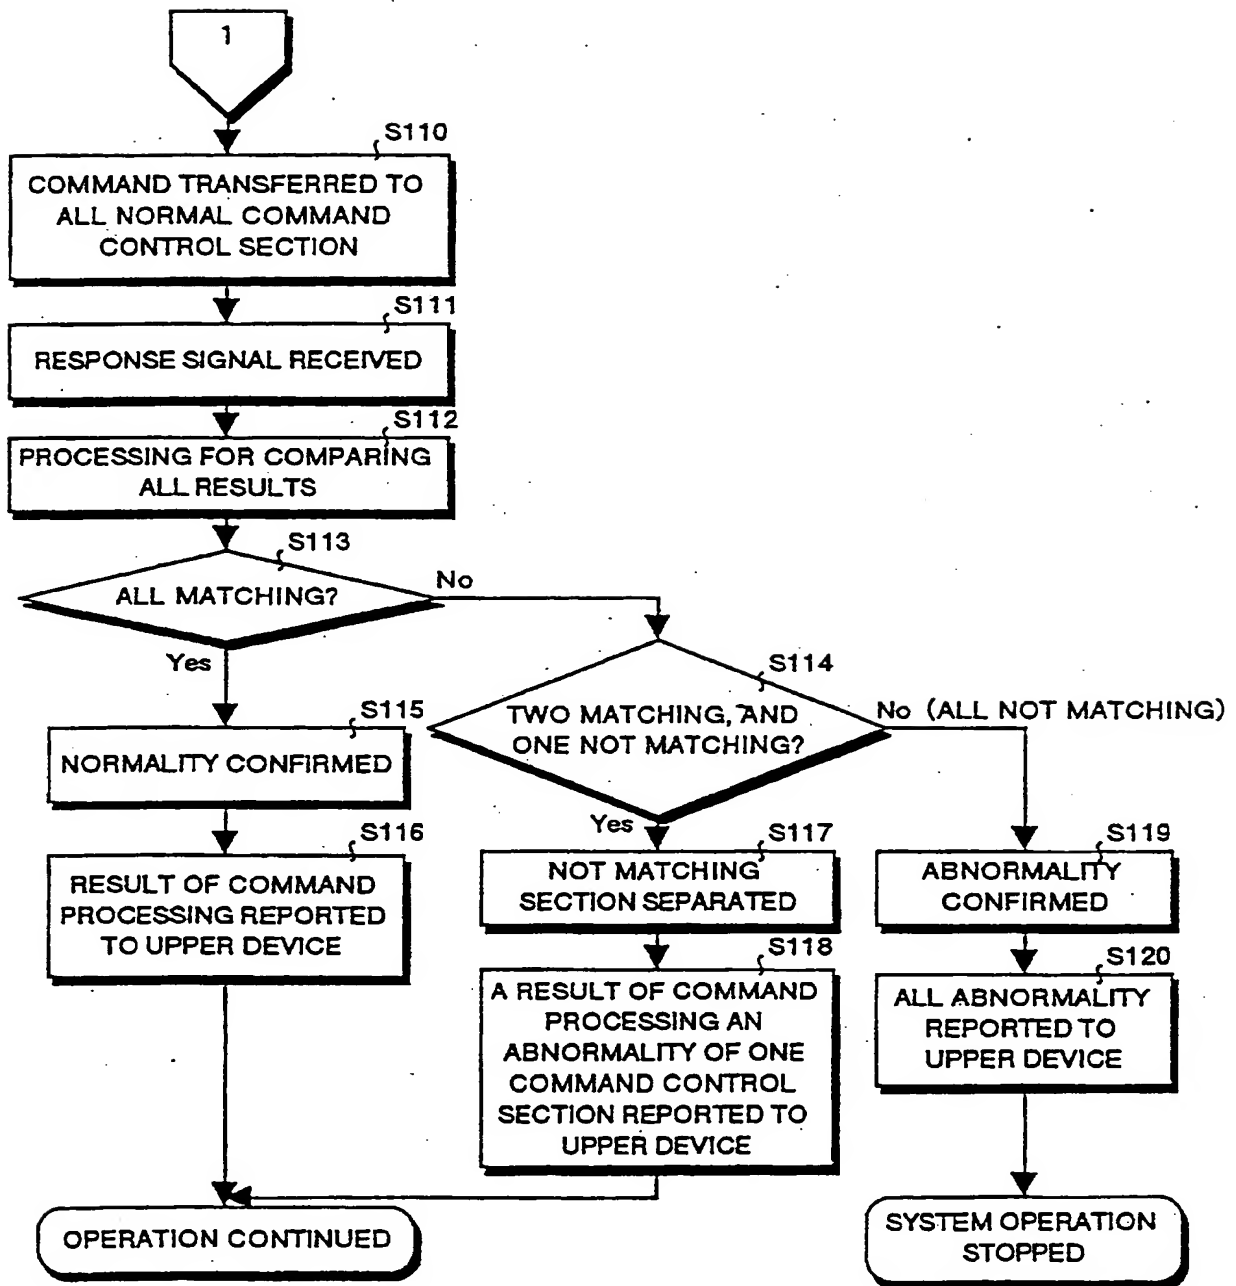 1
S110
COMMAND TRANSFERRED TO
ALL NORMAL COMMAND
CONTROL SECTION
S111
RESPONSE SIGNAL RECEIVED
S112
PROCESSING FOR COMPARING
ALL RESULTS
S113
ALL MATCHING?
No
Yes
S114
TWO MATCHING, AND
ONE NOT MATCHING?
No (ALL NOT MATCHING)
Yes
S115
NORMALITY CONFIRMED
S116
RESULT OF COMMAND
PROCESSING REPORTED
TO UPPER DEVICE
S117
NOT MATCHING
SECTION SEPARATED
S118
A RESULT OF COMMAND
PROCESSING AN
ABNORMALITY OF ONE
COMMAND CONTROL
SECTION REPORTED TO
UPPER DEVICE
S119
ABNORMALITY
CONFIRMED
S120
ALL ABNORMALITY
REPORTED TO
UPPER DEVICE
OPERATION CONTINUED
SYSTEM OPERATION
STOPPED